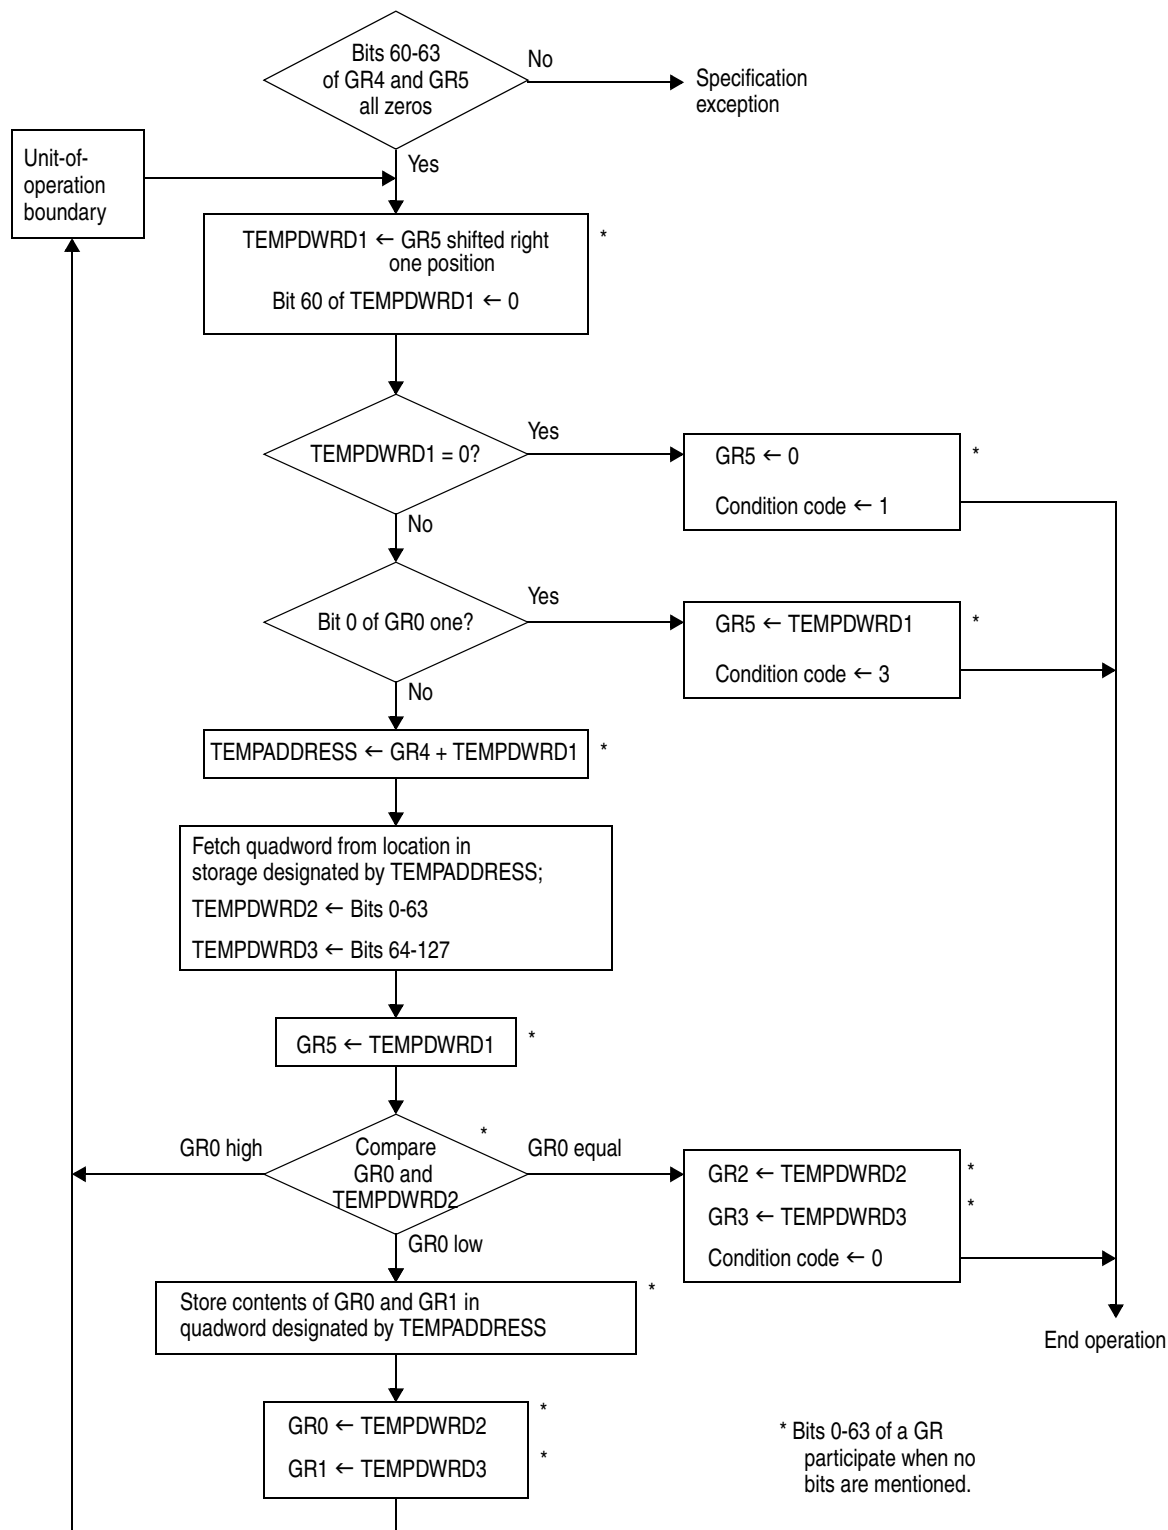 Bits 60-63
of GR4 and GR5
all zeros
No
Specification
exception
Yes
Unit-of-
operation
boundary
TEMPDWRD1 ← GR5 shifted right
one position
*
Bit 60 of TEMPDWRD1 ← 0
TEMPDWRD1 = 0?
Yes
GR5 ← 0
*
Condition code ← 1
No
Bit 0 of GR0 one?
Yes
GR5 ← TEMPDWRD1
*
Condition code ← 3
No
TEMPADDRESS ← GR4 + TEMPDWRD1
*
Fetch quadword from location in
storage designated by TEMPADDRESS;
TEMPDWRD2 ← Bits 0-63
TEMPDWRD3 ← Bits 64-127
GR5 ← TEMPDWRD1
*
GR0 high
Compare
GR0 and
TEMPDWRD2
*
GR0 equal
GR2 ← TEMPDWRD2
*
GR3 ← TEMPDWRD3
*
Condition code ← 0
GR0 low
Store contents of GR0 and GR1 in
quadword designated by TEMPADDRESS
*
End operation
GR0 ← TEMPDWRD2
*
GR1 ← TEMPDWRD3
*
* Bits 0-63 of a GR
participate when no
bits are mentioned.